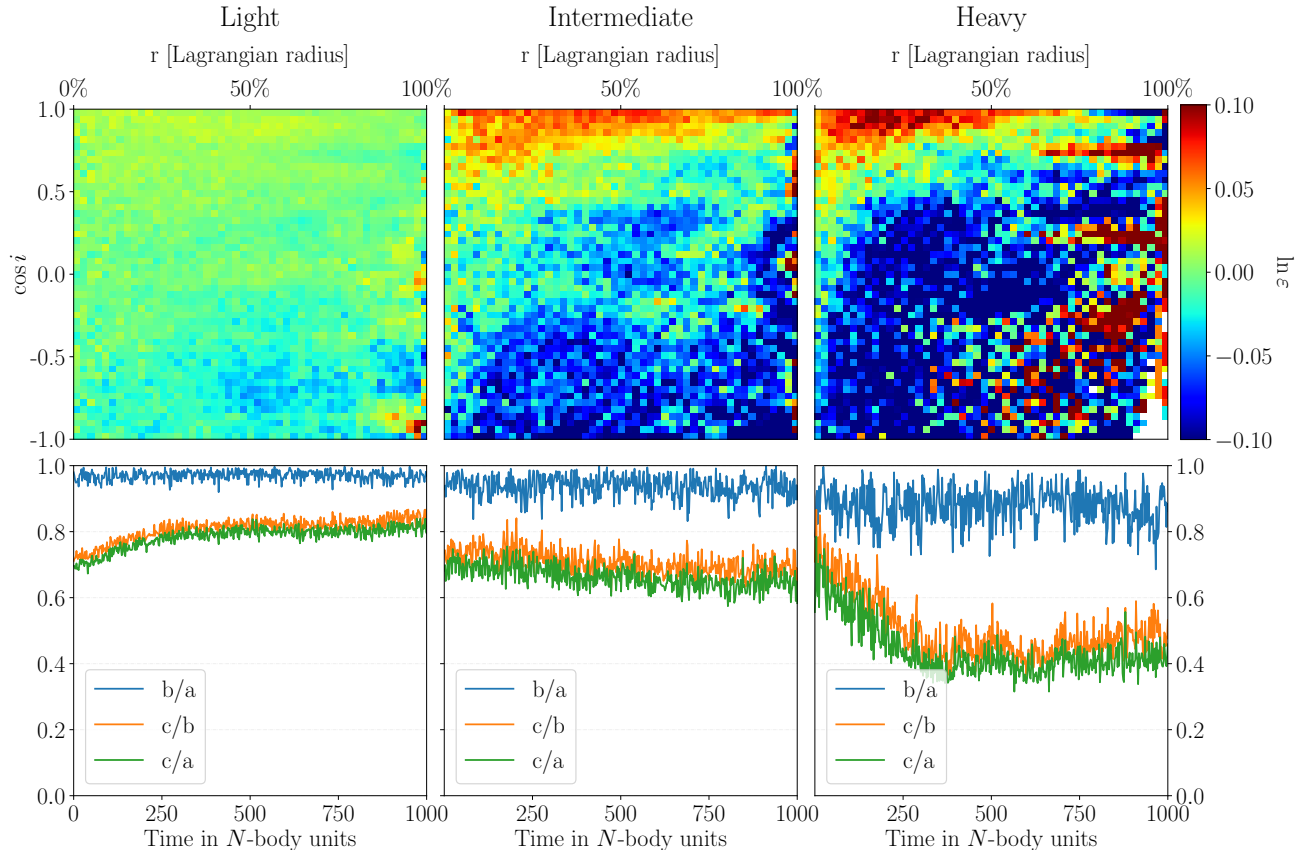 Light Intermediate Heavy
r [Lagrangian radius] r [Lagrangian radius] r [Lagrangian radius]
0% 50% 100% 50% 100% 50% 100%
1.0
0.5
0.0
-0.5
-1.0
cos i
0.10
0.05
0.00
−0.05
−0.10
ln ε
1.0
0.8
0.6
0.4
0.2
0.0
b/a
c/b
c/a
b/a
c/b
c/a
b/a
c/b
c/a
1.0
0.8
0.6
0.4
0.2
0.0
0 250 500 750 1000 250 500 750 1000 250 500 750 1000
Time in N-body units Time in N-body units Time in N-body units